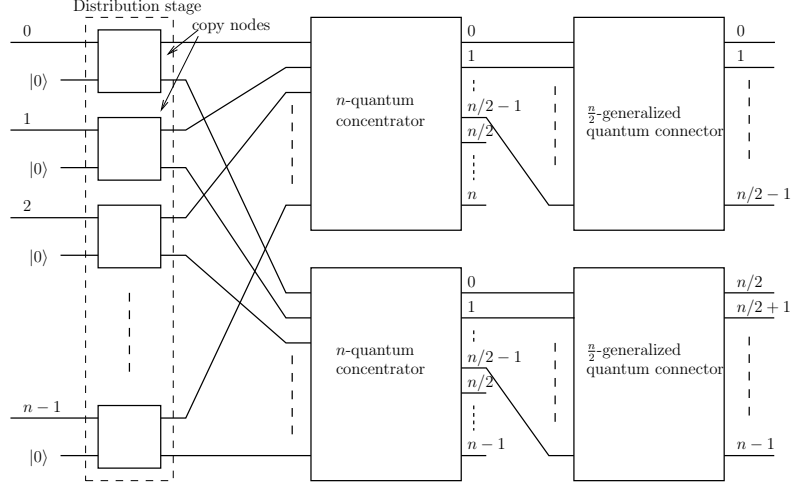 Distribution stage
copy nodes
0
|0⟩
1
|0⟩
2
|0⟩
n − 1
|0⟩
n-quantum
concentrator
0
1
n/2 − 1
n/2
n
n/2-generalized
quantum connector
0
1
n/2 − 1
n-quantum
concentrator
0
1
n/2 − 1
n/2
n − 1
n/2-generalized
quantum connector
n/2
n/2 + 1
n − 1